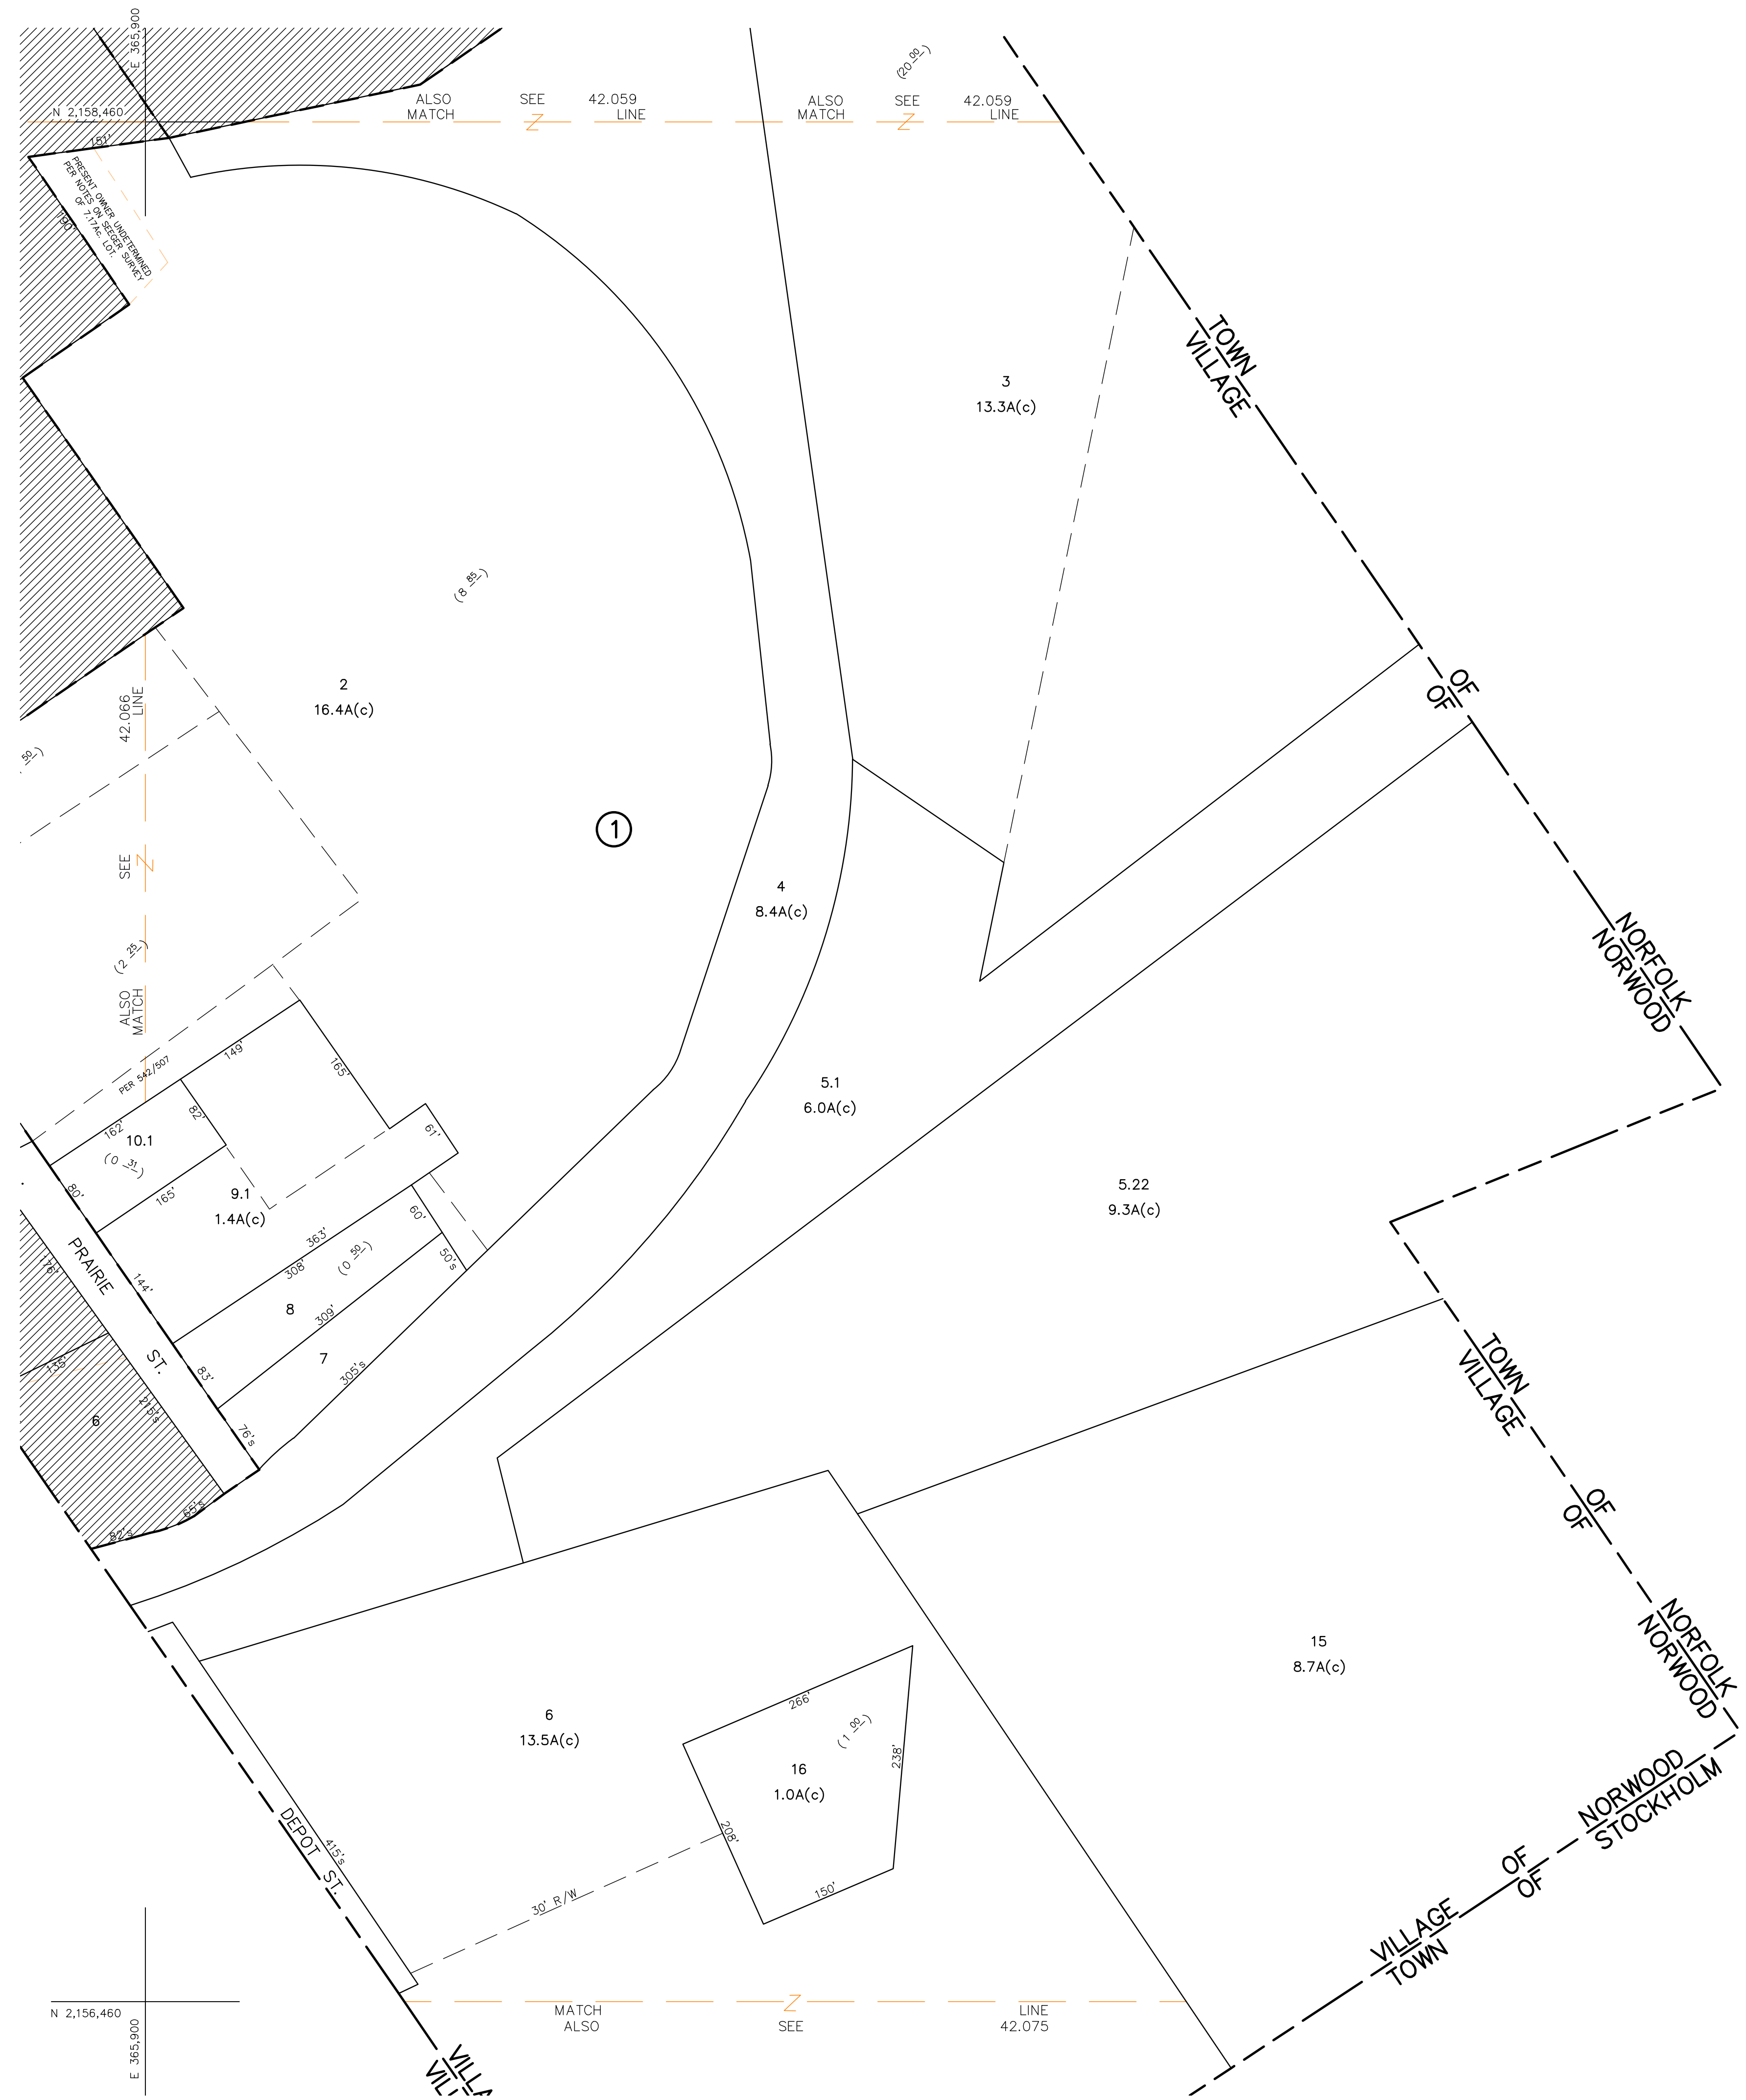 E 365,900
N 2,158,460
ALSO SEE 42.059
MATCH LINE
ALSO SEE 42.059
MATCH LINE
(20 00)
151'
PRESENT OWNER UNDETERMINED
PER NOTES ON SEEGER SURVEY
OF 7.17Ac. LOT.
190'
TOWN
VILLAGE
3
13.3A(c)
(8 85)
2
16.4A(c)
42.066
LINE
SEE
ALSO
MATCH
50)
OF
OF
1
4
8.4A(c)
(2 25)
NORFOLK
NORWOOD
PER 542/507
149'
165'
162'
82'
10.1
(0 31)
80'
165'
61'
9.1
1.4A(c)
5.1
6.0A(c)
5.22
9.3A(c)
363'
60'
308'
(0 50)
50's
PRAIRIE ST.
176'
144'
8
309'
7
305's
83'
76's
135'
215's
6
55's
82's
TOWN
VILLAGE
OF
OF
NORFOLK
NORWOOD
15
8.7A(c)
6
13.5A(c)
266'
(1 00)
238'
16
1.0A(c)
208'
150'
30' R/W
DEPOT ST.
415's
NORWOOD
STOCKHOLM
OF
OF
VILLAGE
TOWN
N 2,156,460
E 365,900
MATCH LINE
ALSO SEE 42.075
VILLA
VILL